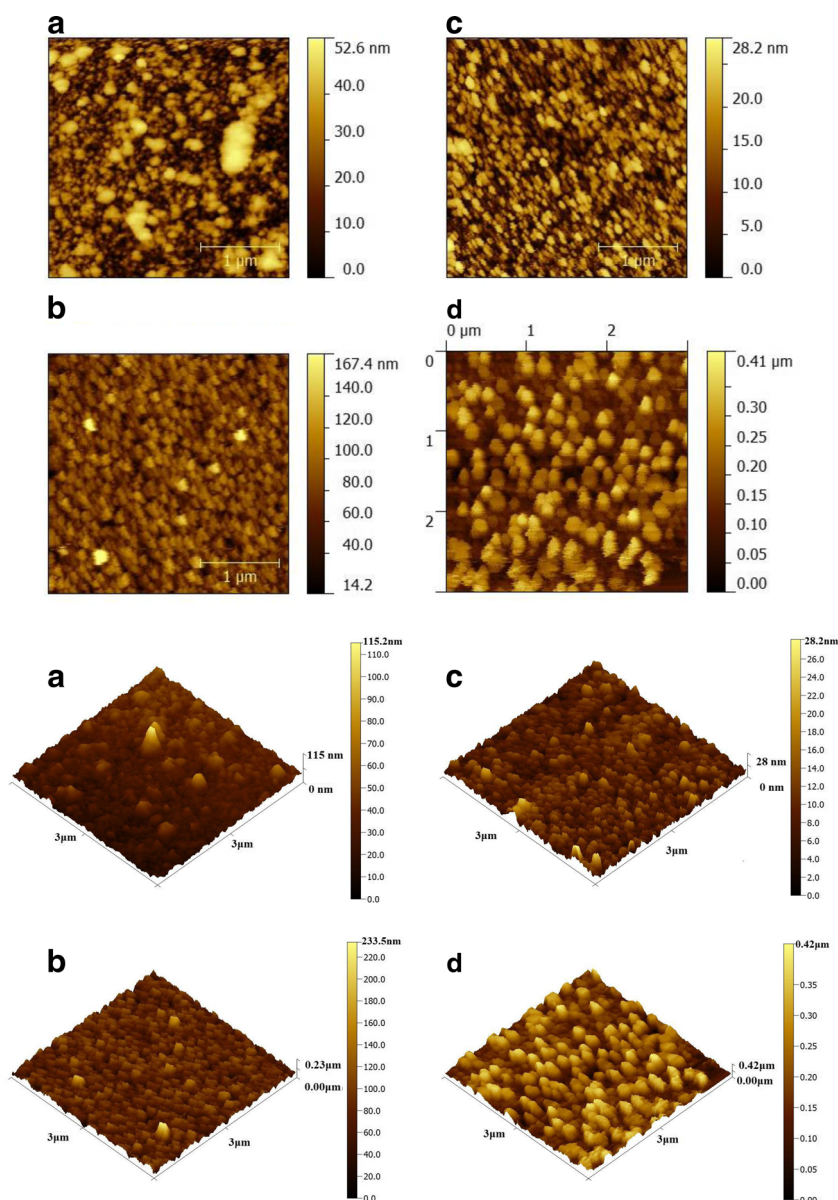 a
52.6 nm
40.0
30.0
20.0
10.0
0.0
1 µm
c
28.2 nm
20.0
15.0
10.0
5.0
0.0
1 µm
b
167.4 nm
140.0
120.0
100.0
80.0
60.0
40.0
14.2
1 µm
d
0 µm 1 2
0
1
2
0.41 µm
0.30
0.25
0.20
0.15
0.10
0.05
0.00
a
115.2nm
110.0
100.0
90.0
80.0
70.0
60.0
50.0
40.0
30.0
20.0
10.0
0.0
115 nm
0 nm
3µm
3µm
c
28.2nm
26.0
24.0
22.0
20.0
18.0
16.0
14.0
12.0
10.0
8.0
6.0
4.0
2.0
0.0
28 nm
0 nm
3µm
3µm
b
233.5nm
220.0
200.0
180.0
160.0
140.0
120.0
100.0
80.0
60.0
40.0
20.0
0.0
0.23µm
0.00µm
3µm
3µm
d
0.42µm
0.35
0.30
0.25
0.20
0.15
0.10
0.05
0.00
0.42µm
0.00µm
3µm
3µm